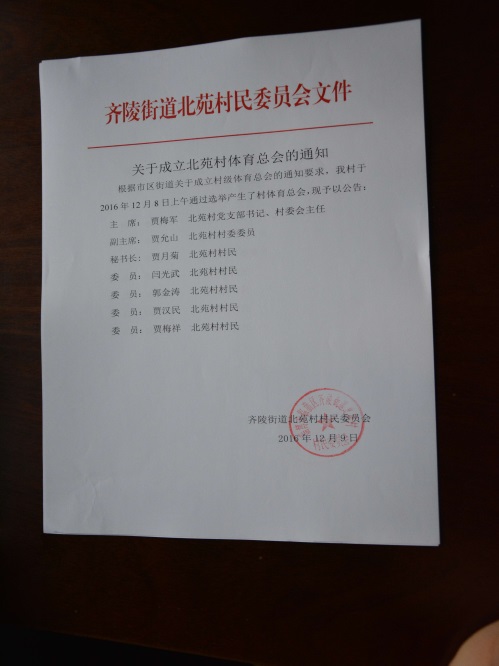 齐陵街道北苑村民委员会文件
关于成立北苑村体育总会的通知
根据市区街道关于成立村级体育总会的通知要求，我村于
2016年12月8日上午通过选举产生了村体育总会，现予以公告：
主 席： 贾梅军 北苑村党支部书记、村委会主任
副主席： 贾允山 北苑村村委委员
秘书长： 贾月菊 北苑村村民
委 员： 闫光武 北苑村村民
委 员： 郭金涛 北苑村村民
委 员： 贾汉民 北苑村村民
委 员： 贾梅祥 北苑村村民
齐陵街道北苑村村民委员会
2016年12月9日